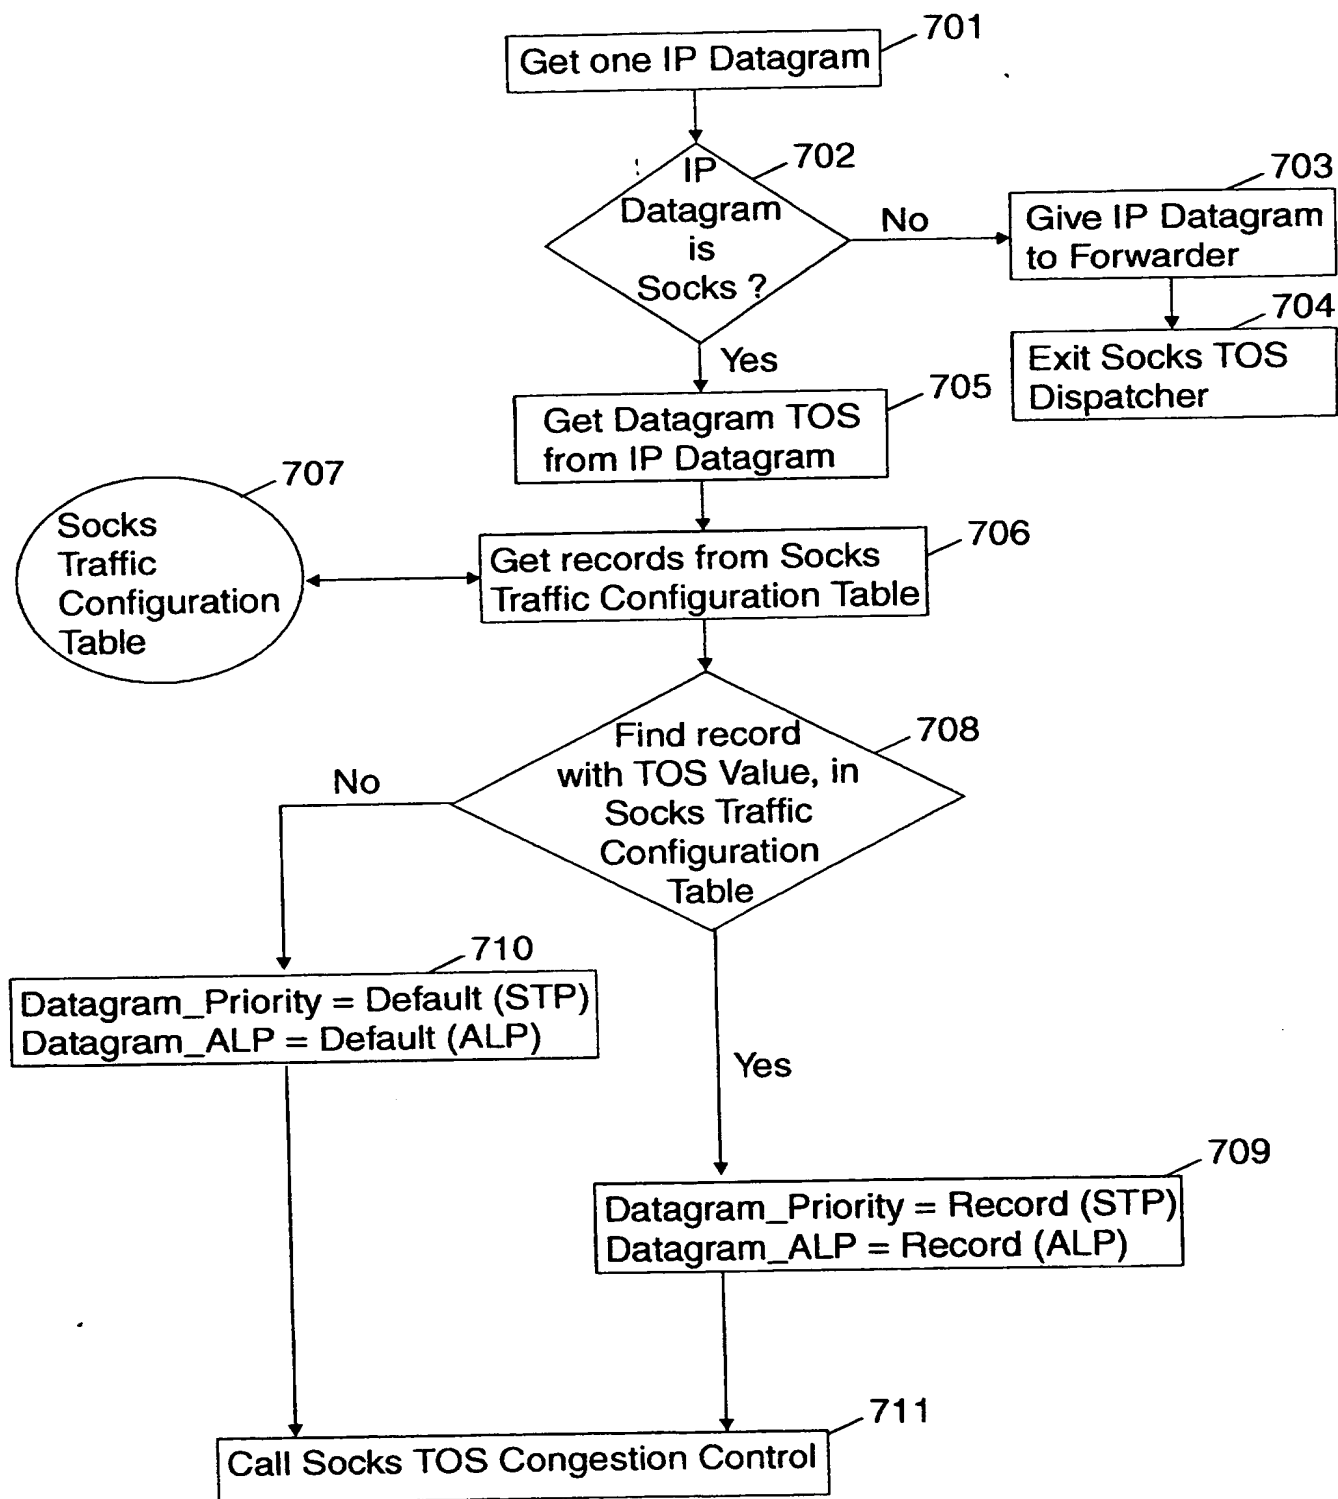 701
Get one IP Datagram
702
IP
Datagram
is
Socks ?
No
703
Give IP Datagram
to Forwarder
704
Exit Socks TOS
Dispatcher
Yes
705
Get Datagram TOS
from IP Datagram
707
Socks
Traffic
Configuration
Table
706
Get records from Socks
Traffic Configuration Table
708
Find record
with TOS Value, in
Socks Traffic
Configuration
Table
No
710
Datagram_Priority = Default (STP)
Datagram_ALP = Default (ALP)
Yes
709
Datagram_Priority = Record (STP)
Datagram_ALP = Record (ALP)
711
Call Socks TOS Congestion Control